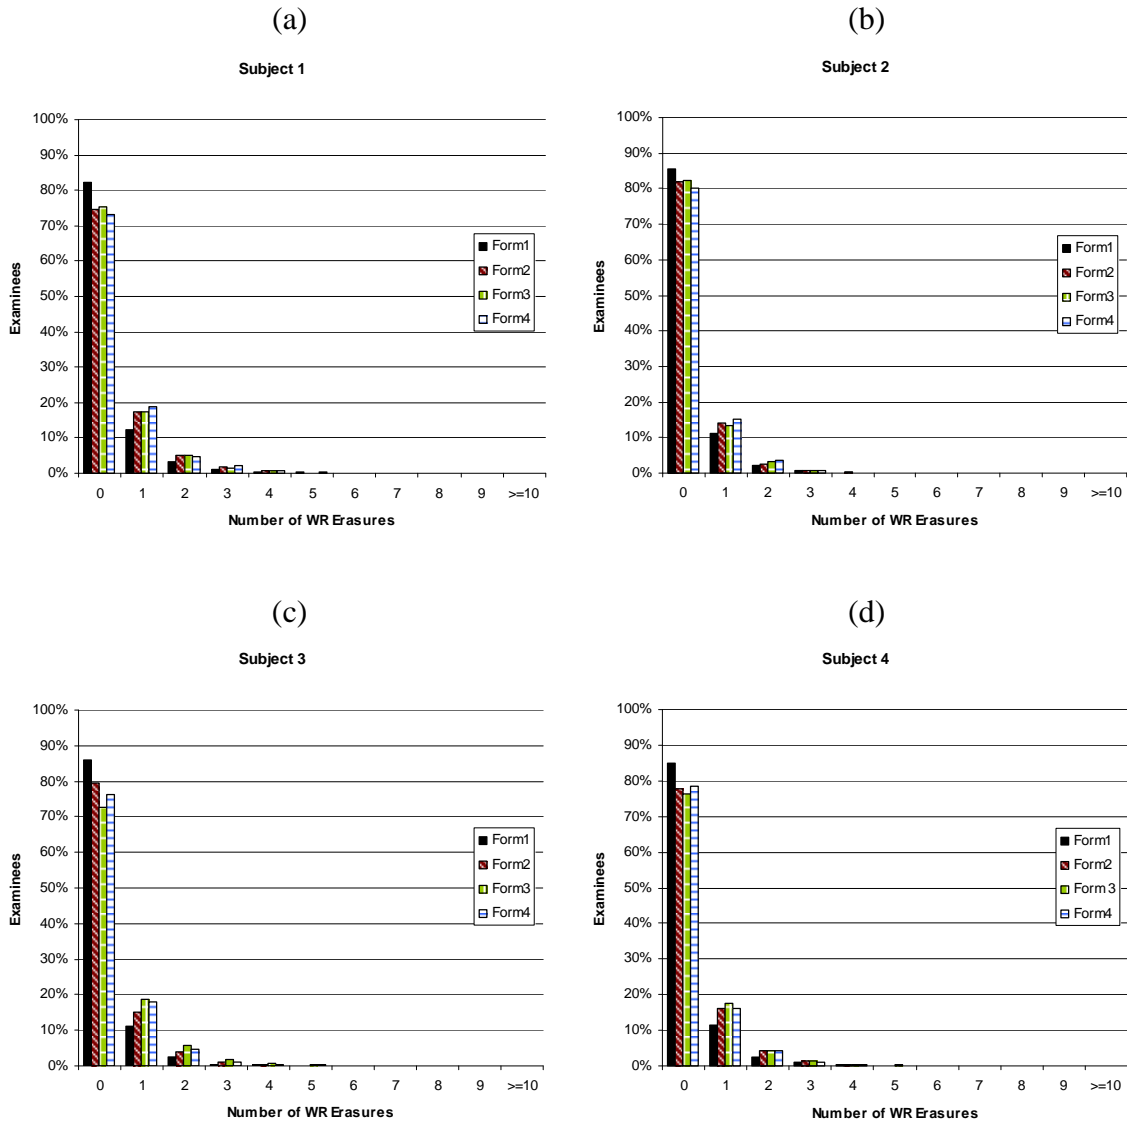 (a)
Subject 1
100%
90%
80%
70%
60%
50%
40%
30%
20%
10%
0%
Examinees
Form1
Form2
Form3
Form4
0 1 2 3 4 5 6 7 8 9 >=10
Number of WR Erasures
(b)
Subject 2
100%
90%
80%
70%
60%
50%
40%
30%
20%
10%
0%
Examinees
Form1
Form2
Form3
Form4
0 1 2 3 4 5 6 7 8 9 >=10
Number of WR Erasures
(c)
Subject 3
100%
90%
80%
70%
60%
50%
40%
30%
20%
10%
0%
Examinees
Form1
Form2
Form3
Form4
0 1 2 3 4 5 6 7 8 9 >=10
Number of WR Erasures
(d)
Subject 4
100%
90%
80%
70%
60%
50%
40%
30%
20%
10%
0%
Examinees
Form1
Form2
Form 3
Form4
0 1 2 3 4 5 6 7 8 9 >=10
Number of WR Erasures